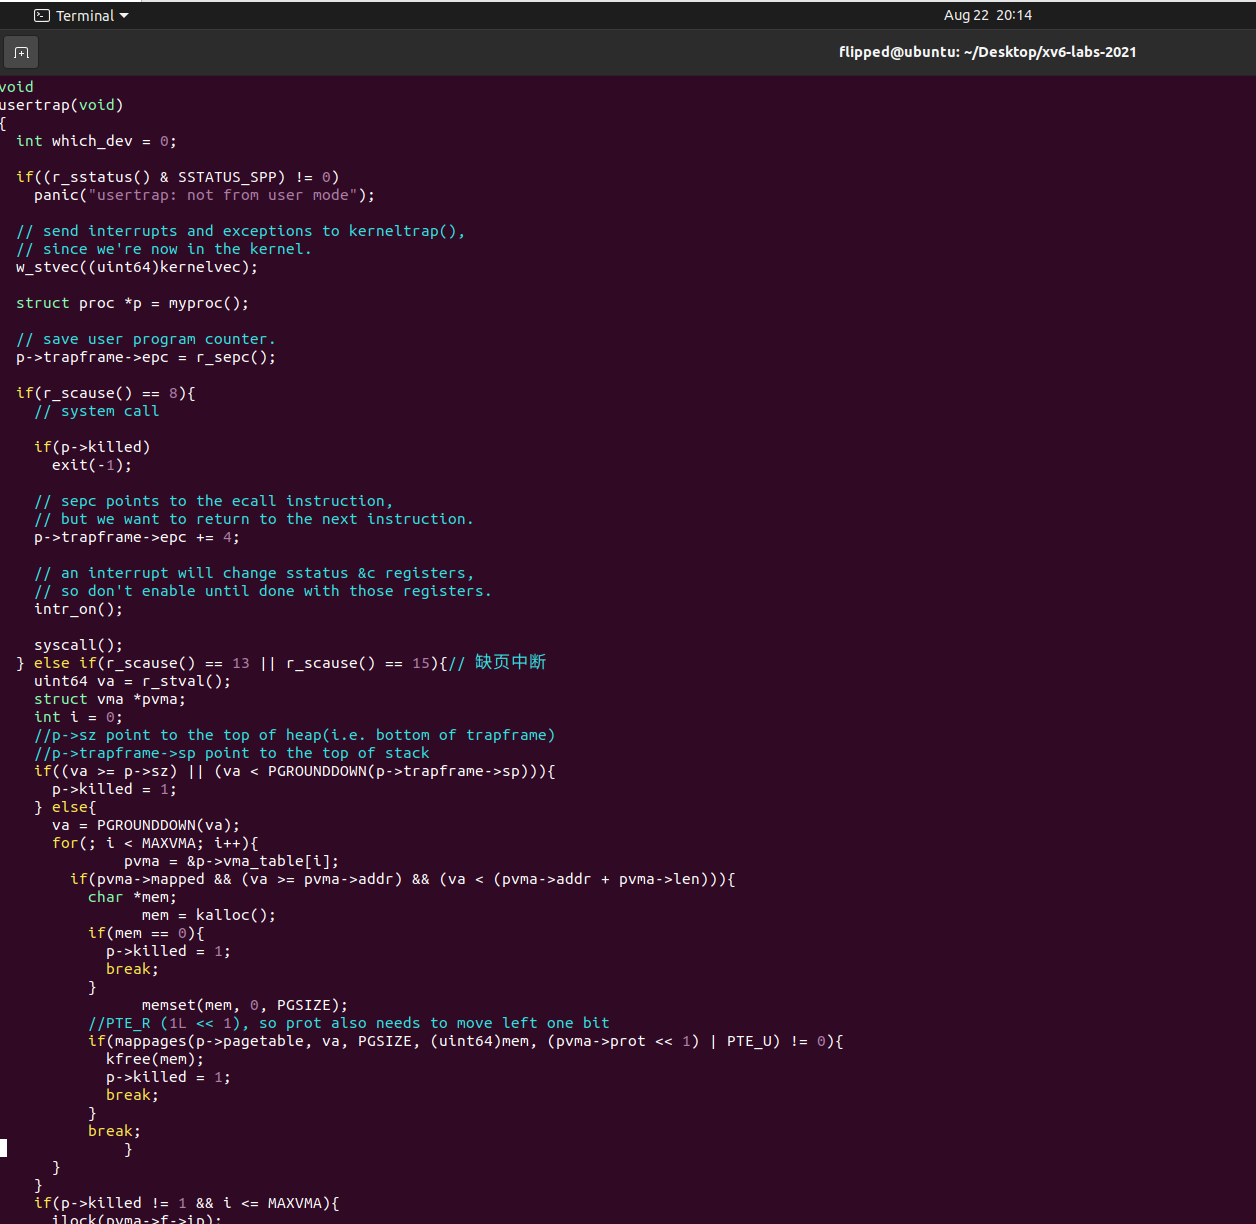 Terminal
Aug 22 20:14
flipped@ubuntu: ~/Desktop/xv6-labs-2021
void
usertrap(void)
{
  int which_dev = 0;

  if((r_sstatus() & SSTATUS_SPP) != 0)
    panic("usertrap: not from user mode");

  // send interrupts and exceptions to kerneltrap(),
  // since we're now in the kernel.
  w_stvec((uint64)kernelvec);

  struct proc *p = myproc();

  // save user program counter.
  p->trapframe->epc = r_sepc();

  if(r_scause() == 8){
    // system call

    if(p->killed)
      exit(-1);

    // sepc points to the ecall instruction,
    // but we want to return to the next instruction.
    p->trapframe->epc += 4;

    // an interrupt will change sstatus &c registers,
    // so don't enable until done with those registers.
    intr_on();

    syscall();
  } else if(r_scause() == 13 || r_scause() == 15){// 缺页中断
    uint64 va = r_stval();
    struct vma *pvma;
    int i = 0;
    //p->sz point to the top of heap(i.e. bottom of trapframe)
    //p->trapframe->sp point to the top of stack
    if((va >= p->sz) || (va < PGROUNDDOWN(p->trapframe->sp))){
      p->killed = 1;
    } else{
      va = PGROUNDDOWN(va);
      for(; i < MAXVMA; i++){
              pvma = &p->vma_table[i];
        if(pvma->mapped && (va >= pvma->addr) && (va < (pvma->addr + pvma->len))){
          char *mem;
                mem = kalloc();
          if(mem == 0){
            p->killed = 1;
            break;
          }
                memset(mem, 0, PGSIZE);
          //PTE_R (1L << 1), so prot also needs to move left one bit
          if(mappages(p->pagetable, va, PGSIZE, (uint64)mem, (pvma->prot << 1) | PTE_U) != 0){
            kfree(mem);
            p->killed = 1;
            break;
          }
          break;
              }
      }
    }
    if(p->killed != 1 && i <= MAXVMA){
      ilock(pvma->f->ip);